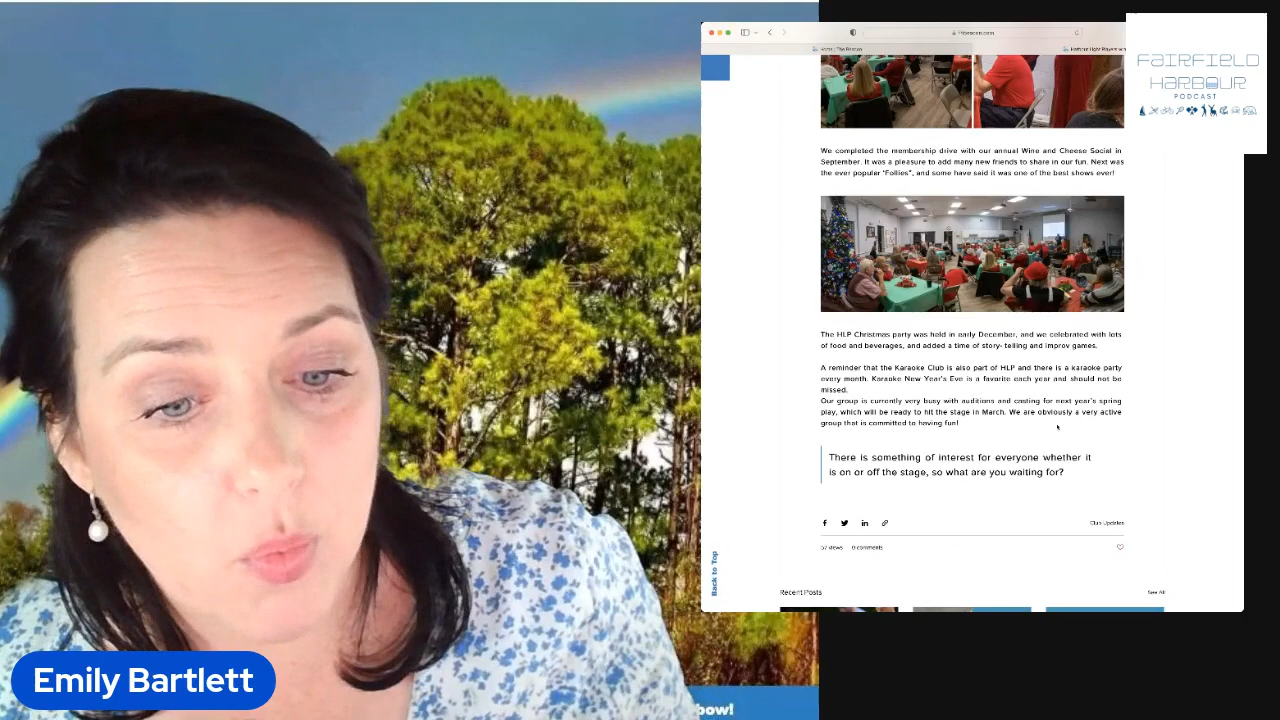 FAIRFIELD
HARBOUR
PODCAST
Home | The Beacon
We completed the membership drive with our annual Wine and Cheese Social in
September. It was a pleasure to add many new friends to share in our fun. Next was
the ever popular "Follies", and some have said it was one of the best shows ever!
The HLP Christmas party was held in early December, and we celebrated with lots
of food and beverages, and added a time of story- telling and improv games.
A reminder that the Karaoke Club is also part of HLP and there is a karaoke party
every month. Karaoke New Year's Eve is a favorite each year and should not be
missed.
Our group is currently very busy with auditions and casting for next year's spring
play, which will be ready to hit the stage in March. We are obviously a very active
group that is committed to having fun!
There is something of interest for everyone whether it
is on or off the stage, so what are you waiting for?
Club Updates
57 views 0 comments
Back to Top
Recent Posts
See All
Emily Bartlett
bow!